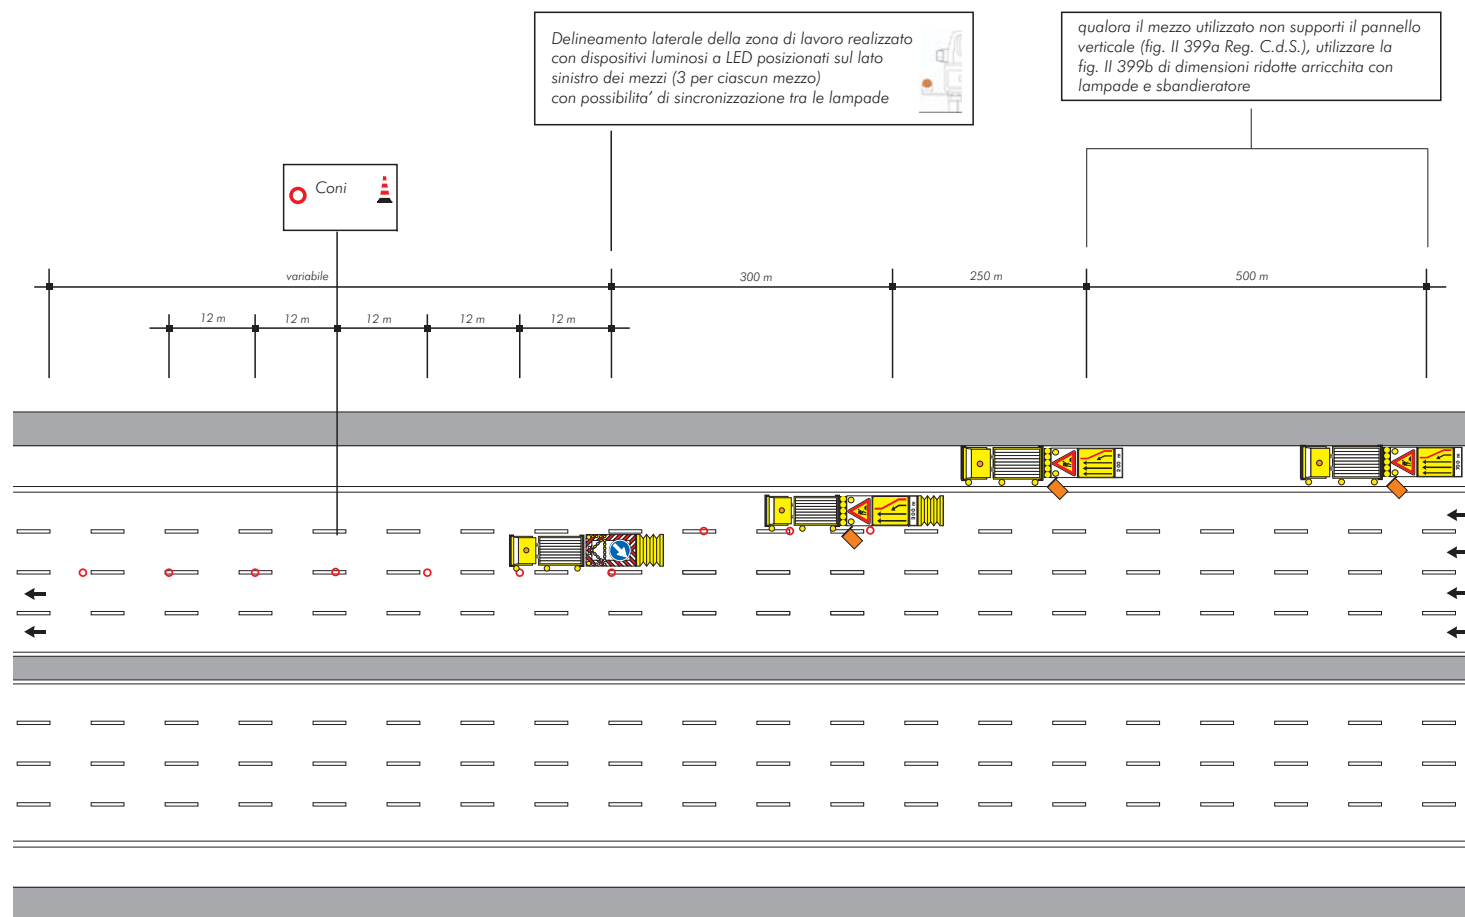 Delineamento laterale della zona di lavoro realizzato
con dispositivi luminosi a LED posizionati sul lato
sinistro dei mezzi (3 per ciascun mezzo)
con possibilita' di sincronizzazione tra le lampade
qualora il mezzo utilizzato non supporti il pannello
verticale (fig. II 399a Reg. C.d.S.), utilizzare la
fig. II 399b di dimensioni ridotte arricchita con
lampade e sbandieratore
Coni
variabile
300 m
250 m
500 m
12 m
12 m
12 m
12 m
12 m
700 m
300 m